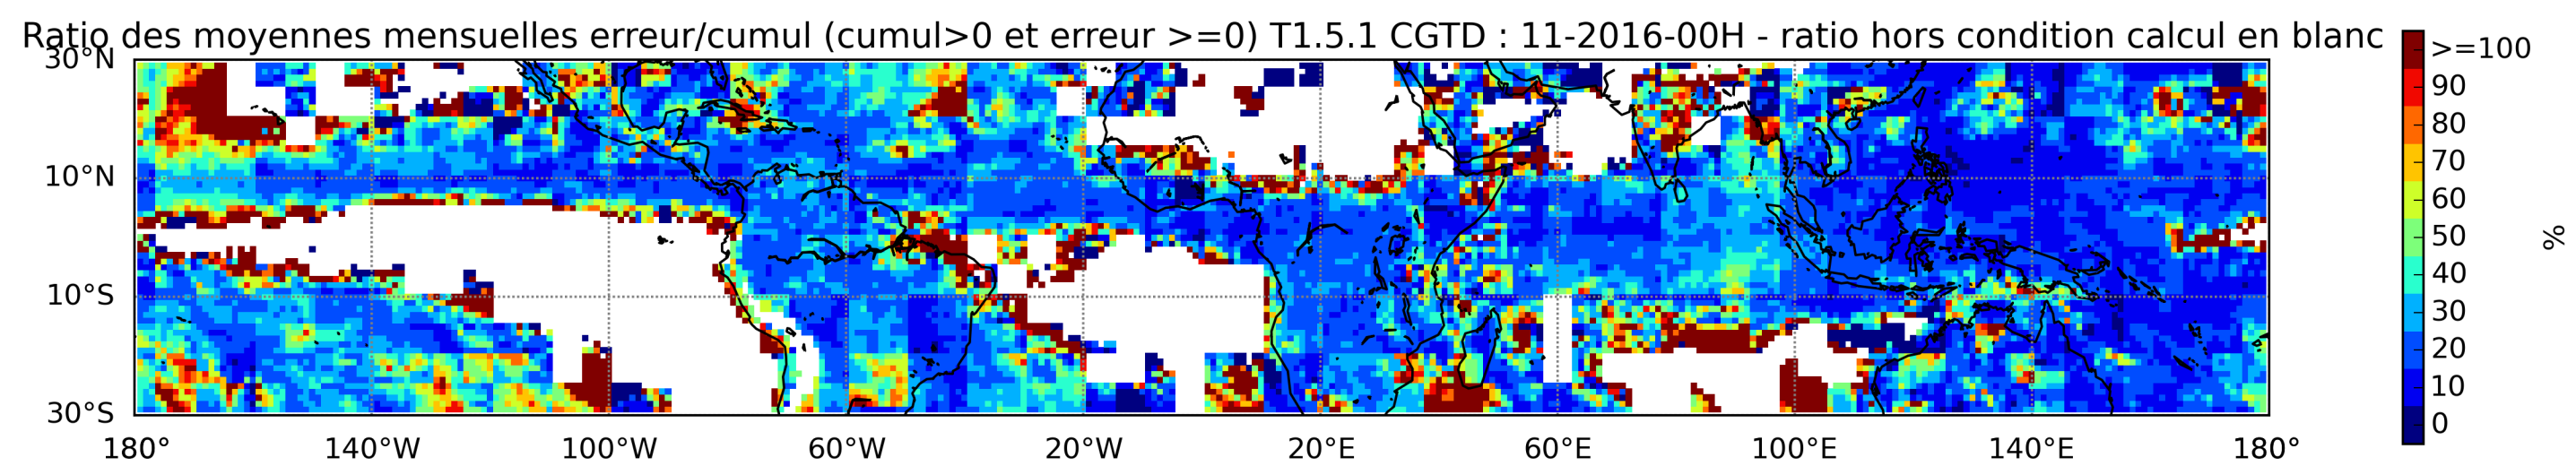 Ratio des moyennes mensuelles erreur/cumul (cumul>0 et erreur >=0) T1.5.1 CGTD : 11-2016-00H - ratio hors condition calcul en blanc
30°N
10°N
10°S
30°S
180° 140°W 100°W 60°W 20°W 20°E 60°E 100°E 140°E 180°
>=100
90
80
70
60
50
40
30
20
10
0
%